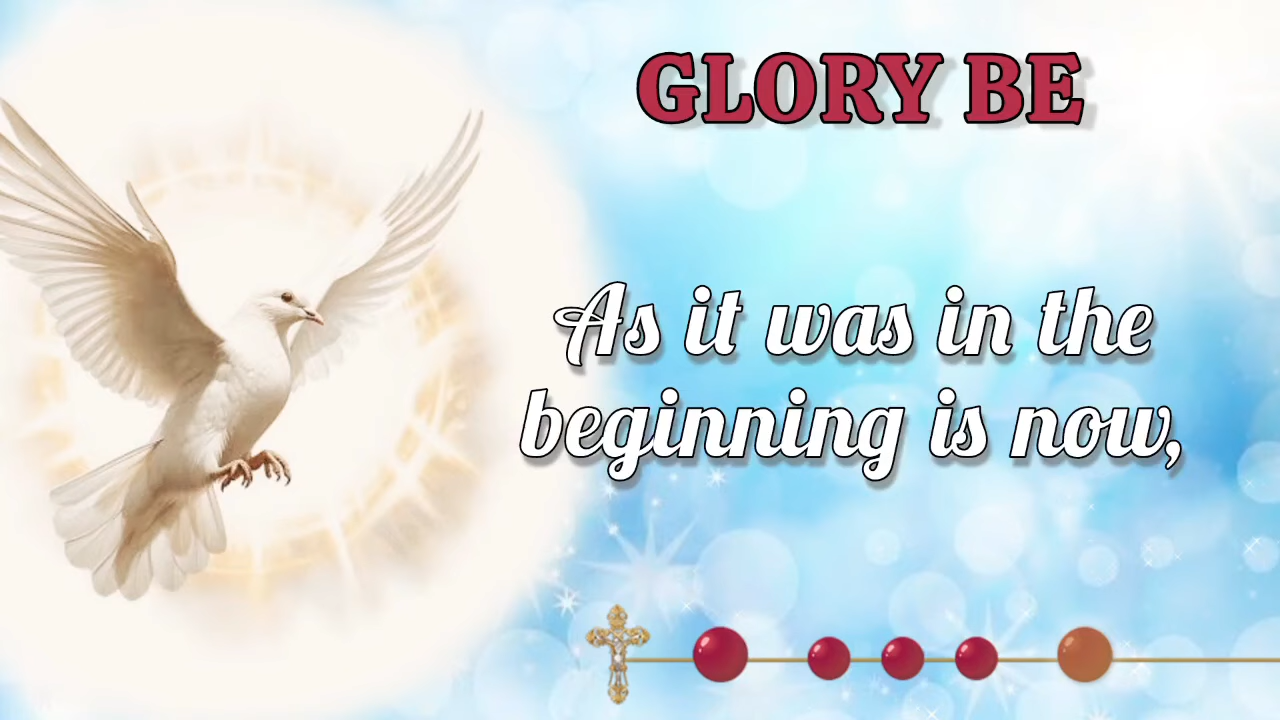 GLORY BE
As it was in the
beginning is now,